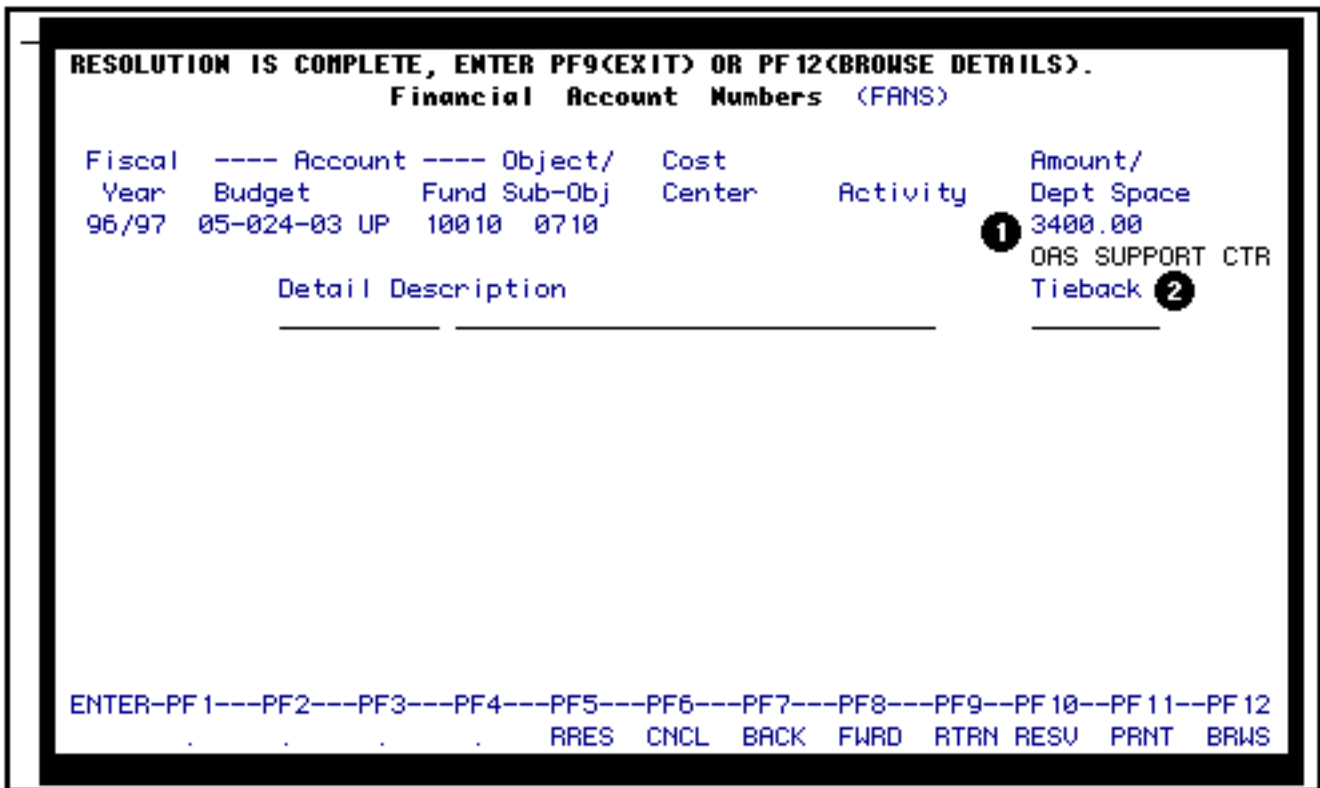 RESOLUTION IS COMPLETE, ENTER PF9(EXIT) OR PF12(BROWSE DETAILS).
Financial Account Numbers (FANS)
Fiscal ---- Account ---- Object/ Cost Amount/
Year Budget Fund Sub-Obj Center Activity Dept Space
96/97 05-024-03 UP 10010 0710 1 3400.00
OAS SUPPORT CTR
Detail Description Tieback 2
ENTER-PF1---PF2---PF3---PF4---PF5---PF6---PF7---PF8---PF9--PF10--PF11--PF12
. . . . RRES CNCL BACK FWRD RTRN RESV PRNT BRWS